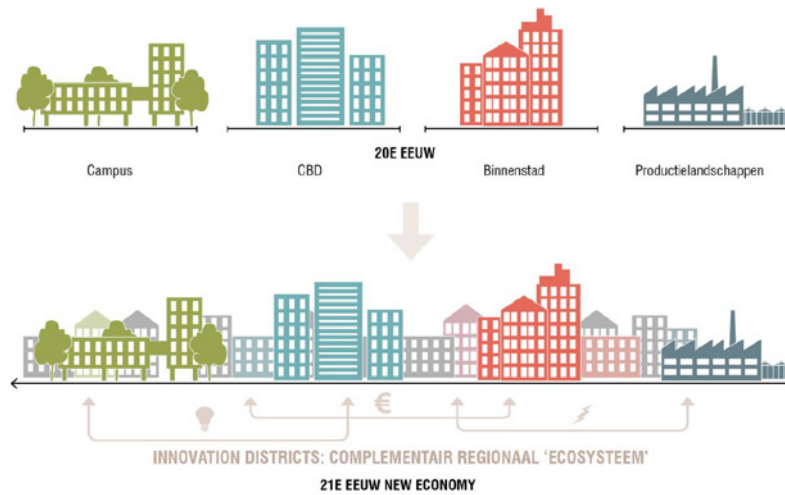 20E EEUW
Campus
CBD
Binnenstad
Productielandschappen
€
INNOVATION DISTRICTS: COMPLEMENTAIR REGIONAAL 'ECOSYSTEEM'
21E EEUW NEW ECONOMY